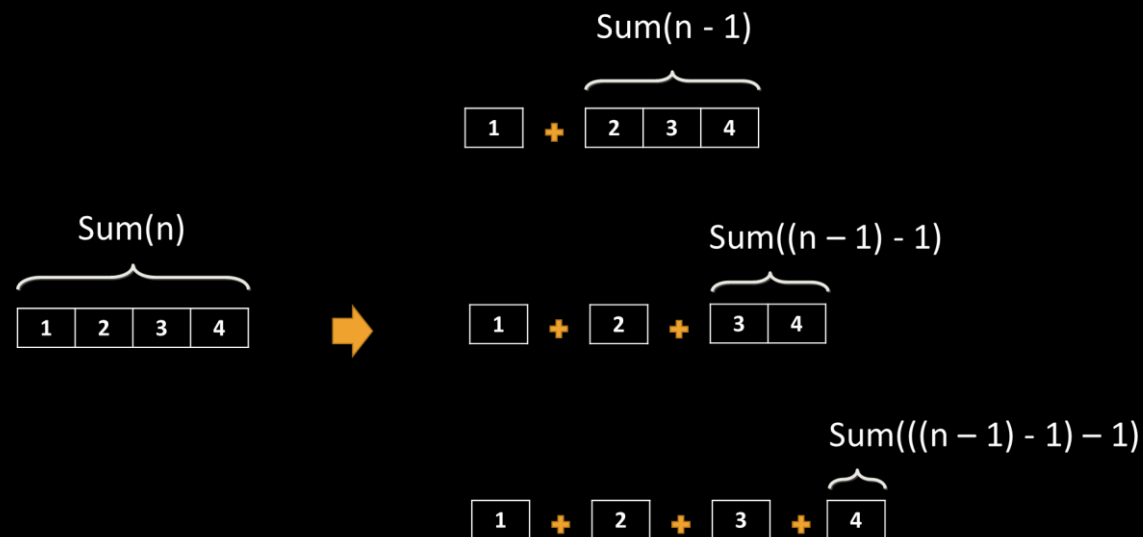 Sum(n - 1)
1 + 2 3 4
Sum(n)
1 2 3 4
Sum((n – 1) - 1)
1 + 2 + 3 4
Sum(((n – 1) - 1) – 1)
1 + 2 + 3 + 4